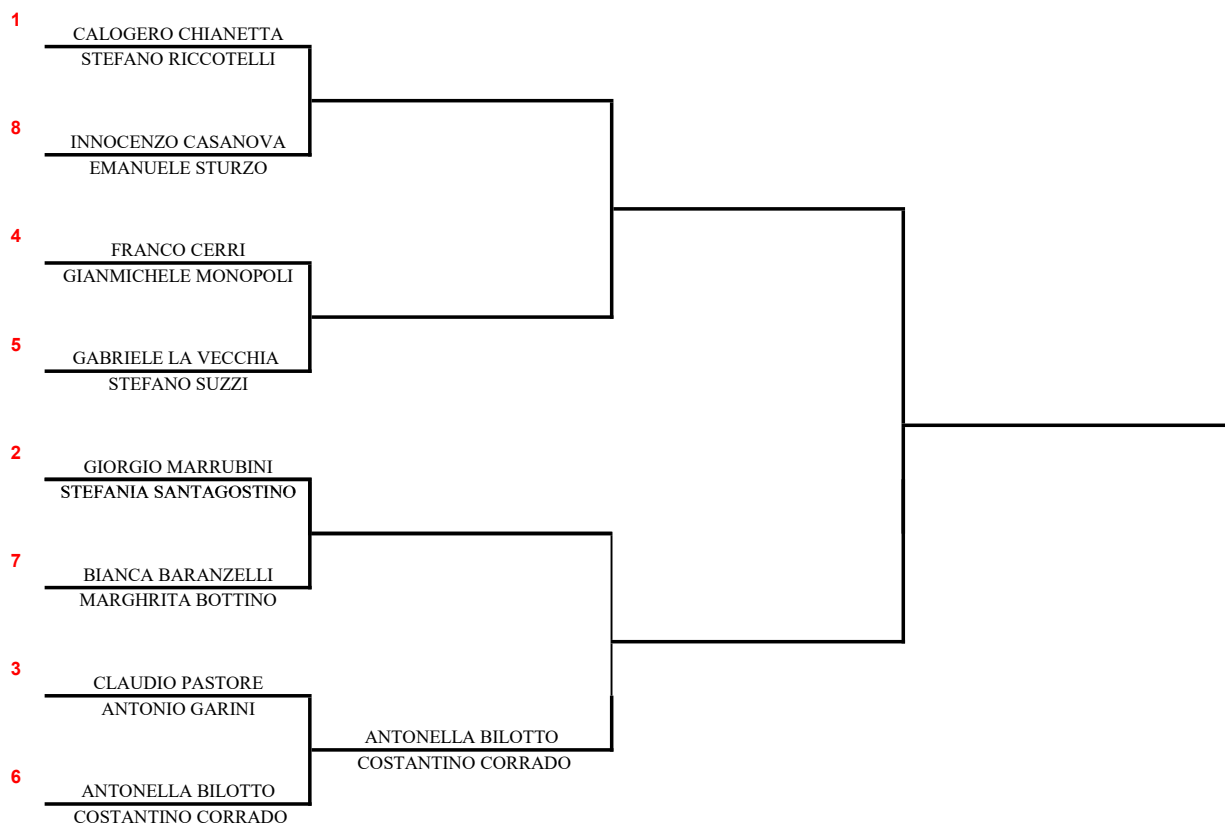 1
CALOGERO CHIANETTA
STEFANO RICCOTELLI
8
INNOCENZO CASANOVA
EMANUELE STURZO
4
FRANCO CERRI
GIANMICHELE MONOPOLI
5
GABRIELE LA VECCHIA
STEFANO SUZZI
2
GIORGIO MARRUBINI
STEFANIA SANTAGOSTINO
7
BIANCA BARANZELLI
MARGHRITA BOTTINO
3
CLAUDIO PASTORE
ANTONIO GARINI
ANTONELLA BILOTTO
COSTANTINO CORRADO
6
ANTONELLA BILOTTO
COSTANTINO CORRADO